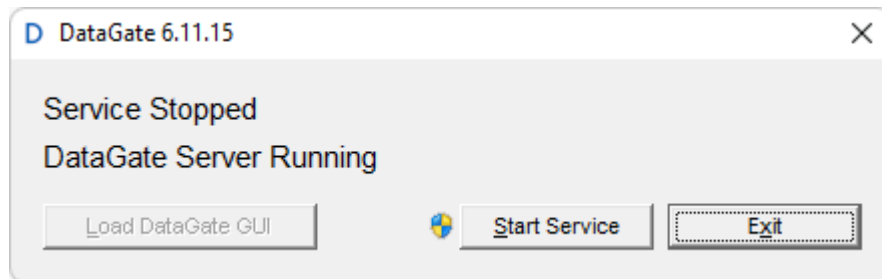 D DataGate 6.11.15
Service Stopped
DataGate Server Running
Load DataGate GUI Start Service Exit